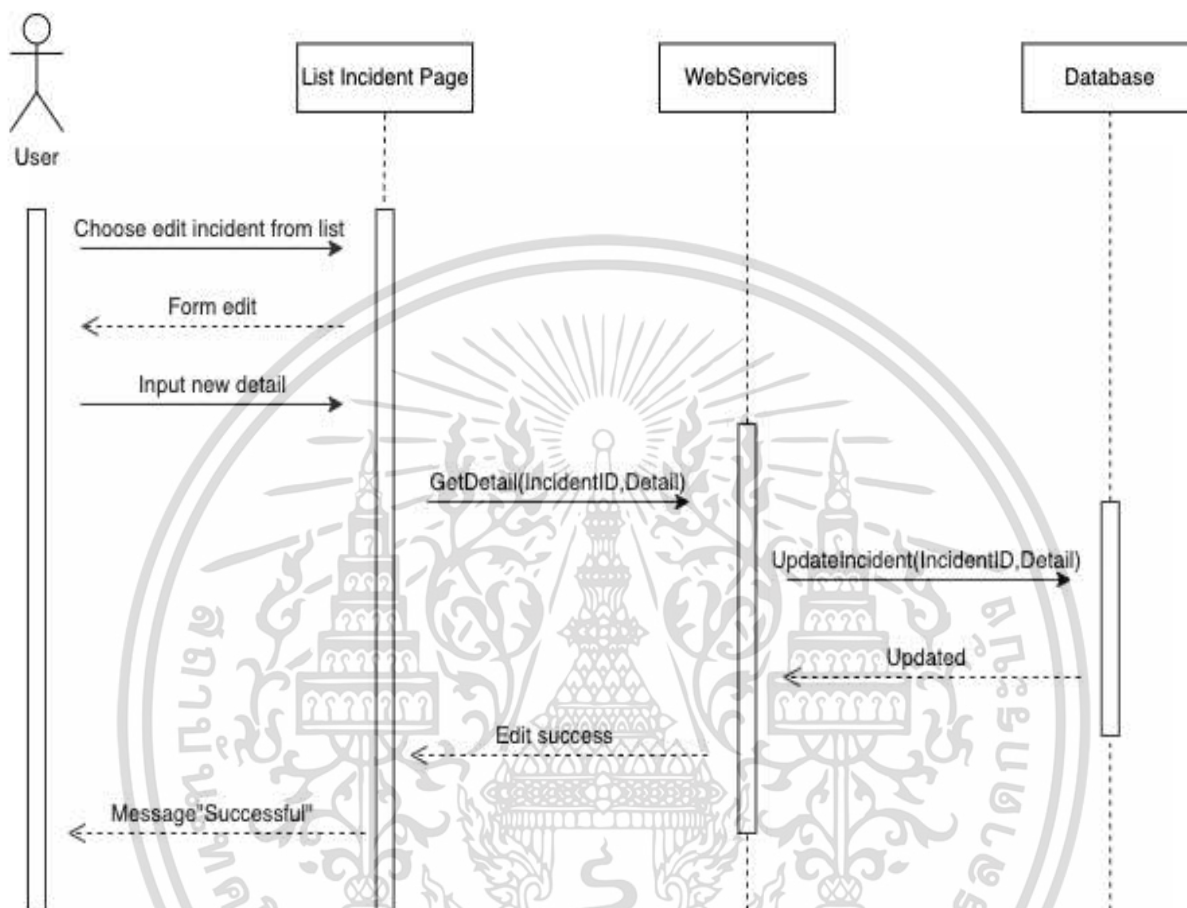 List Incident Page
WebServices
Database
User
Choose edit incident from list
Form edit
Input new detail
GetDetail(IncidentID,Detail)
UpdateIncident(IncidentID,Detail)
Updated
Edit success
Message"Successful"